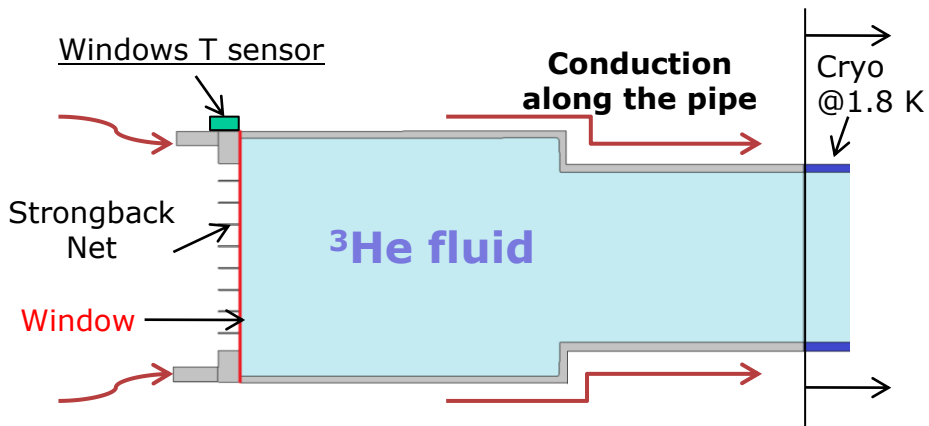 Windows T sensor
Conduction
along the pipe
Cryo
@1.8 K
Strongback
Net
³He fluid
Window